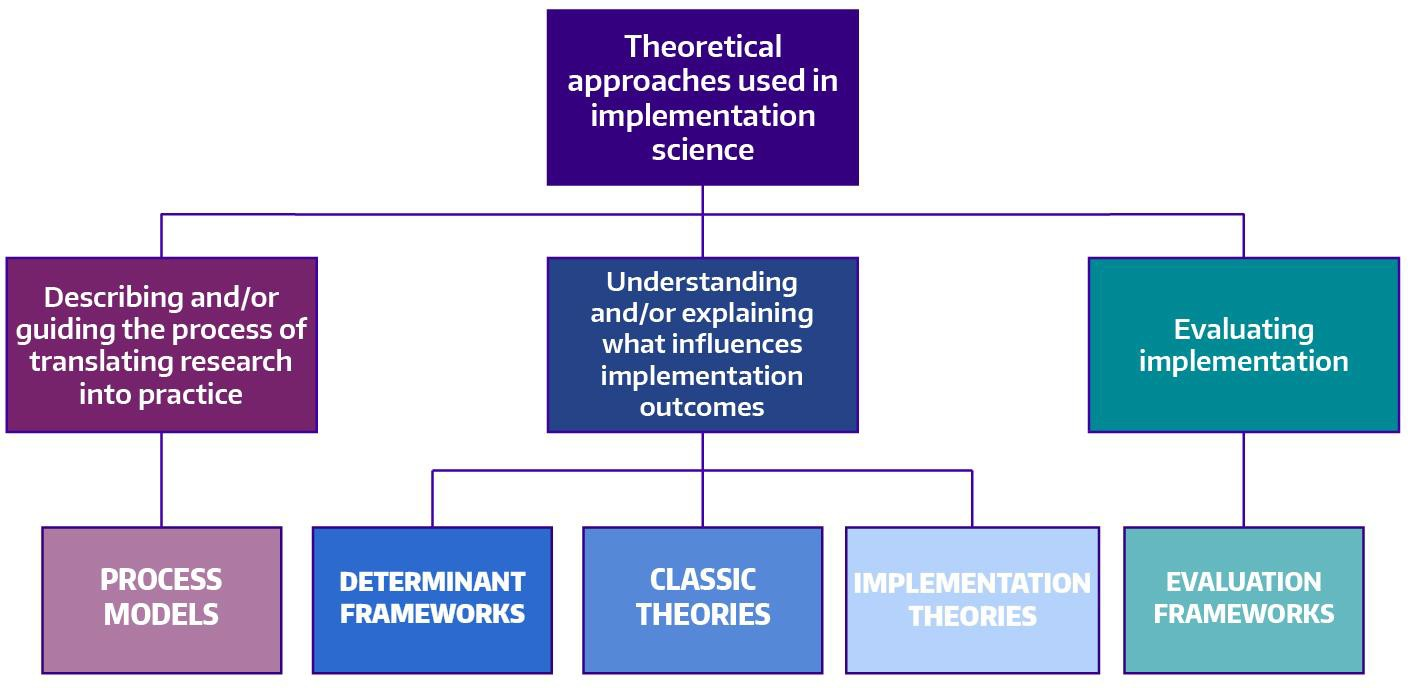 Theoretical
approaches used in
implementation
science
Describing and/or
guiding the process of
translating research
into practice
Understanding
and/or explaining
what influences
implementation
outcomes
Evaluating
implementation
PROCESS
MODELS
DETERMINANT
FRAMEWORKS
CLASSIC
THEORIES
IMPLEMENTATION
THEORIES
EVALUATION
FRAMEWORKS